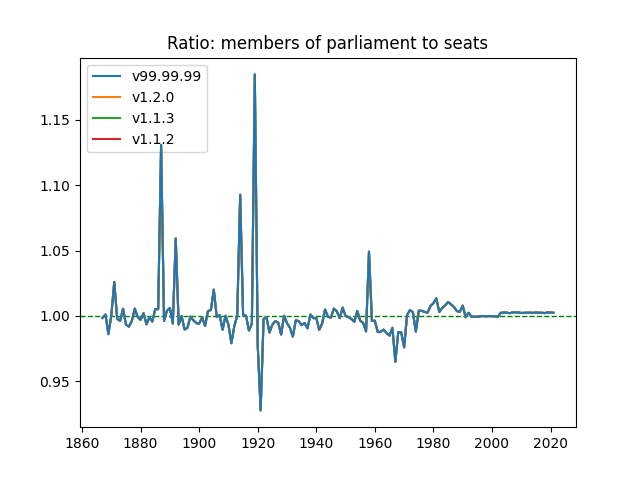 Ratio: members of parliament to seats
v99.99.99
v1.2.0
v1.1.3
v1.1.2
1.15
1.10
1.05
1.00
0.95
1860 1880 1900 1920 1940 1960 1980 2000 2020